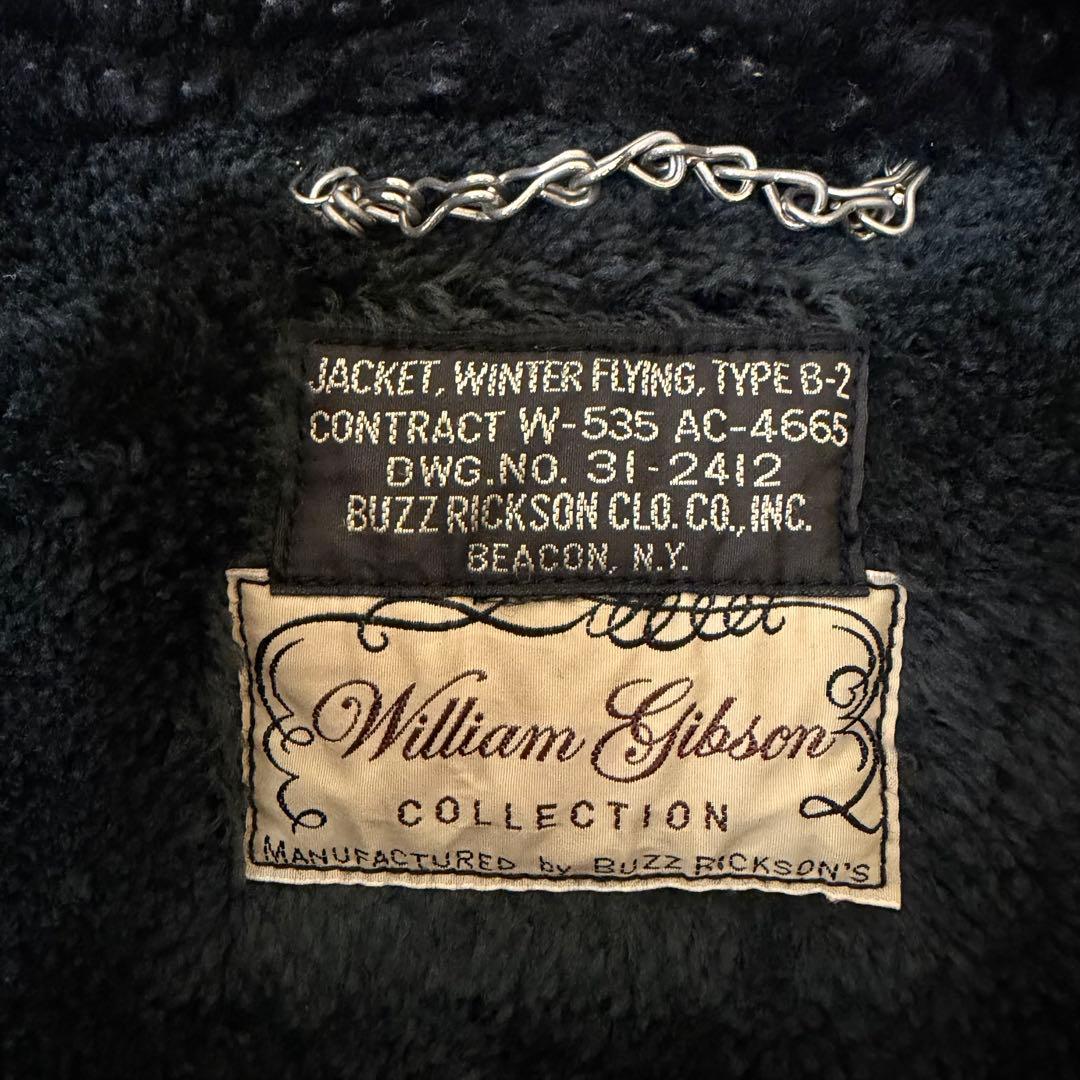 JACKET, WINTER FLYING, TYPE B-2
CONTRACT W-535 AC-4665
DWG. NO. 31-2412
BUZZ RICKSON CLO. CO., INC.
BEACON, N.Y.
William Gibson
COLLECTION
MANUFACTURED by BUZZ RICKSON'S